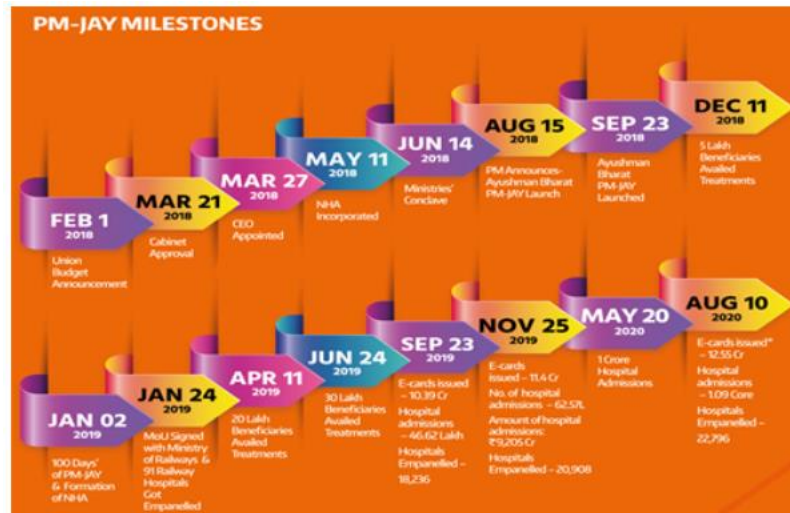 PM-JAY MILESTONES
FEB 1
2018
Union
Budget
Announcement
MAR 21
2018
Cabinet
Approval
MAR 27
2018
CEO
Appointed
MAY 11
2018
NHA
Incorporated
JUN 14
2018
Ministries'
Conclave
AUG 15
2018
PM Announces-
Ayushman Bharat
PM-JAY Launch
SEP 23
2018
Ayushman
Bharat
PM-JAY
Launched
DEC 11
2018
5 Lakh
Beneficiaries
Availed
Treatments
JAN 02
2019
100 Days'
of PM-JAY
& Formation
of NHA
JAN 24
2019
MoU Signed
with Ministry
of Railways &
91 Railway
Hospitals
Got
Empanelled
APR 11
2019
20 Lakh
Beneficiaries
Availed
Treatments
JUN 24
2019
30 Lakh
Beneficiaries
Availed
Treatments
SEP 23
2019
E-cards issued
– 10.39 Cr
Hospital
admissions
– 46.62 Lakh
Hospitals
Empanelled –
18,236
NOV 25
2019
E-cards
issued – 11.4 Cr
No. of hospital
admissions – 62.57L
Amount of hospital
admissions:
₹9,205 Cr
Hospitals
Empanelled – 20,908
MAY 20
2020
1 Crore
Hospital
Admissions
AUG 10
2020
E-cards issued*
– 12.55 Cr
Hospital
admissions
– 1.09 Core
Hospitals
Empanelled –
22,796